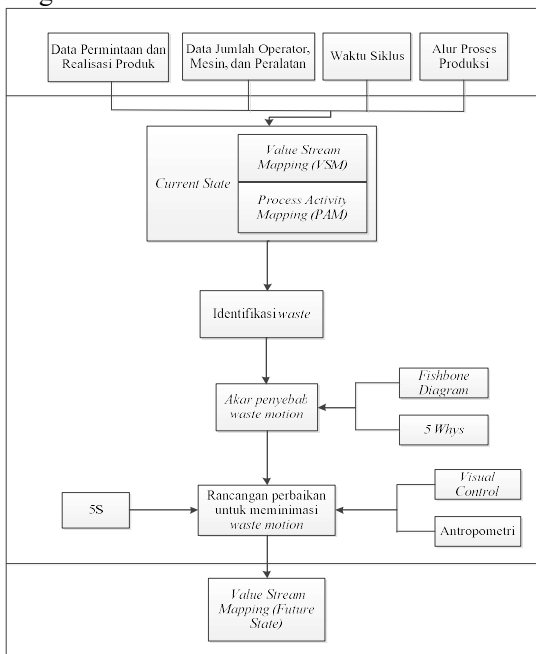 Data Permintaan dan
Realisasi Produk
Data Jumlah Operator,
Mesin, dan Peralatan
Waktu Siklus
Alur Proses
Produksi
Current State
Value Stream
Mapping (VSM)
Process Activity
Mapping (PAM)
Identifikasi waste
Akar penyebab
waste motion
Fishbone
Diagram
5 Whys
5S
Rancangan perbaikan
untuk meminimasi
waste motion
Visual
Control
Antropometri
Value Stream
Mapping (Future
State)